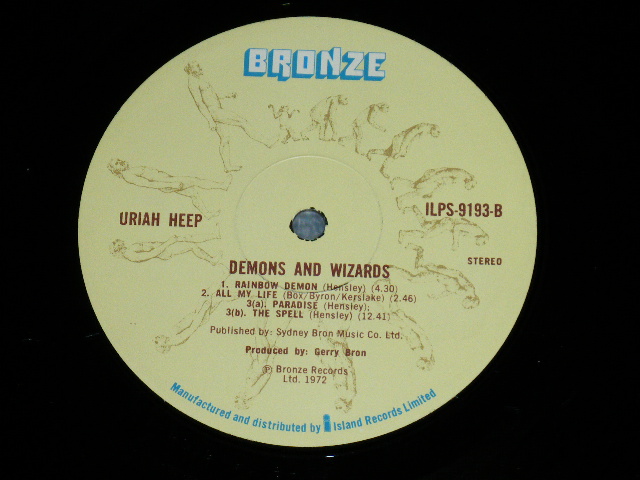 BRONZE
URIAH HEEP
ILPS-9193-B
STEREO
DEMONS AND WIZARDS
1. RAINBOW DEMON (Hensley) (4.30)
2. ALL MY LIFE (Box/Byron/Kerslake) (2.46)
3(a); PARADISE (Hensley);
3(b). THE SPELL (Hensley) (12.41)
Published by: Sydney Bron Music Co. Ltd.
Produced by: Gerry Bron
℗ Bronze Records
Ltd. 1972
Manufactured and distributed by Island Records Limited